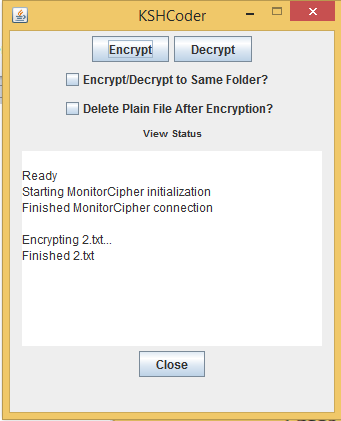 KSHCoder
Encrypt Decrypt
Encrypt/Decrypt to Same Folder?
Delete Plain File After Encryption?
View Status
Ready
Starting MonitorCipher initialization
Finished MonitorCipher connection
Encrypting 2.txt...
Finished 2.txt
Close